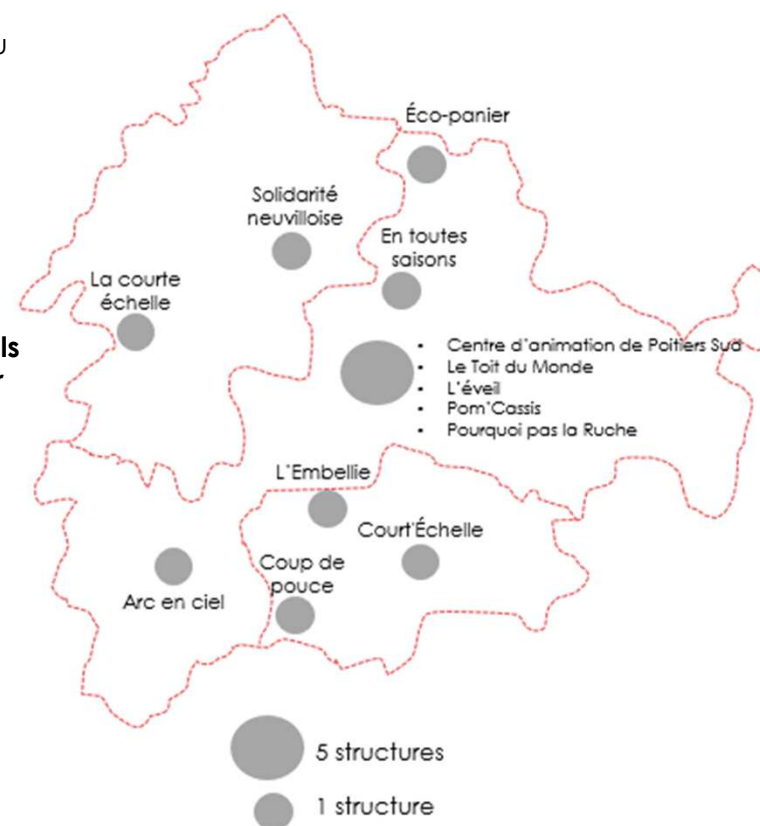 U
Éco-panier
Solidarité
neuvilloise
En toutes
saisons
La courte
échelle
ls
r
• Centre d'animation de Poitiers Sud
• Le Toit du Monde
• L'éveil
• Pom'Cassis
• Pourquoi pas la Ruche
L'Embellie
Court'Échelle
Coup de
pouce
Arc en ciel
5 structures
1 structure